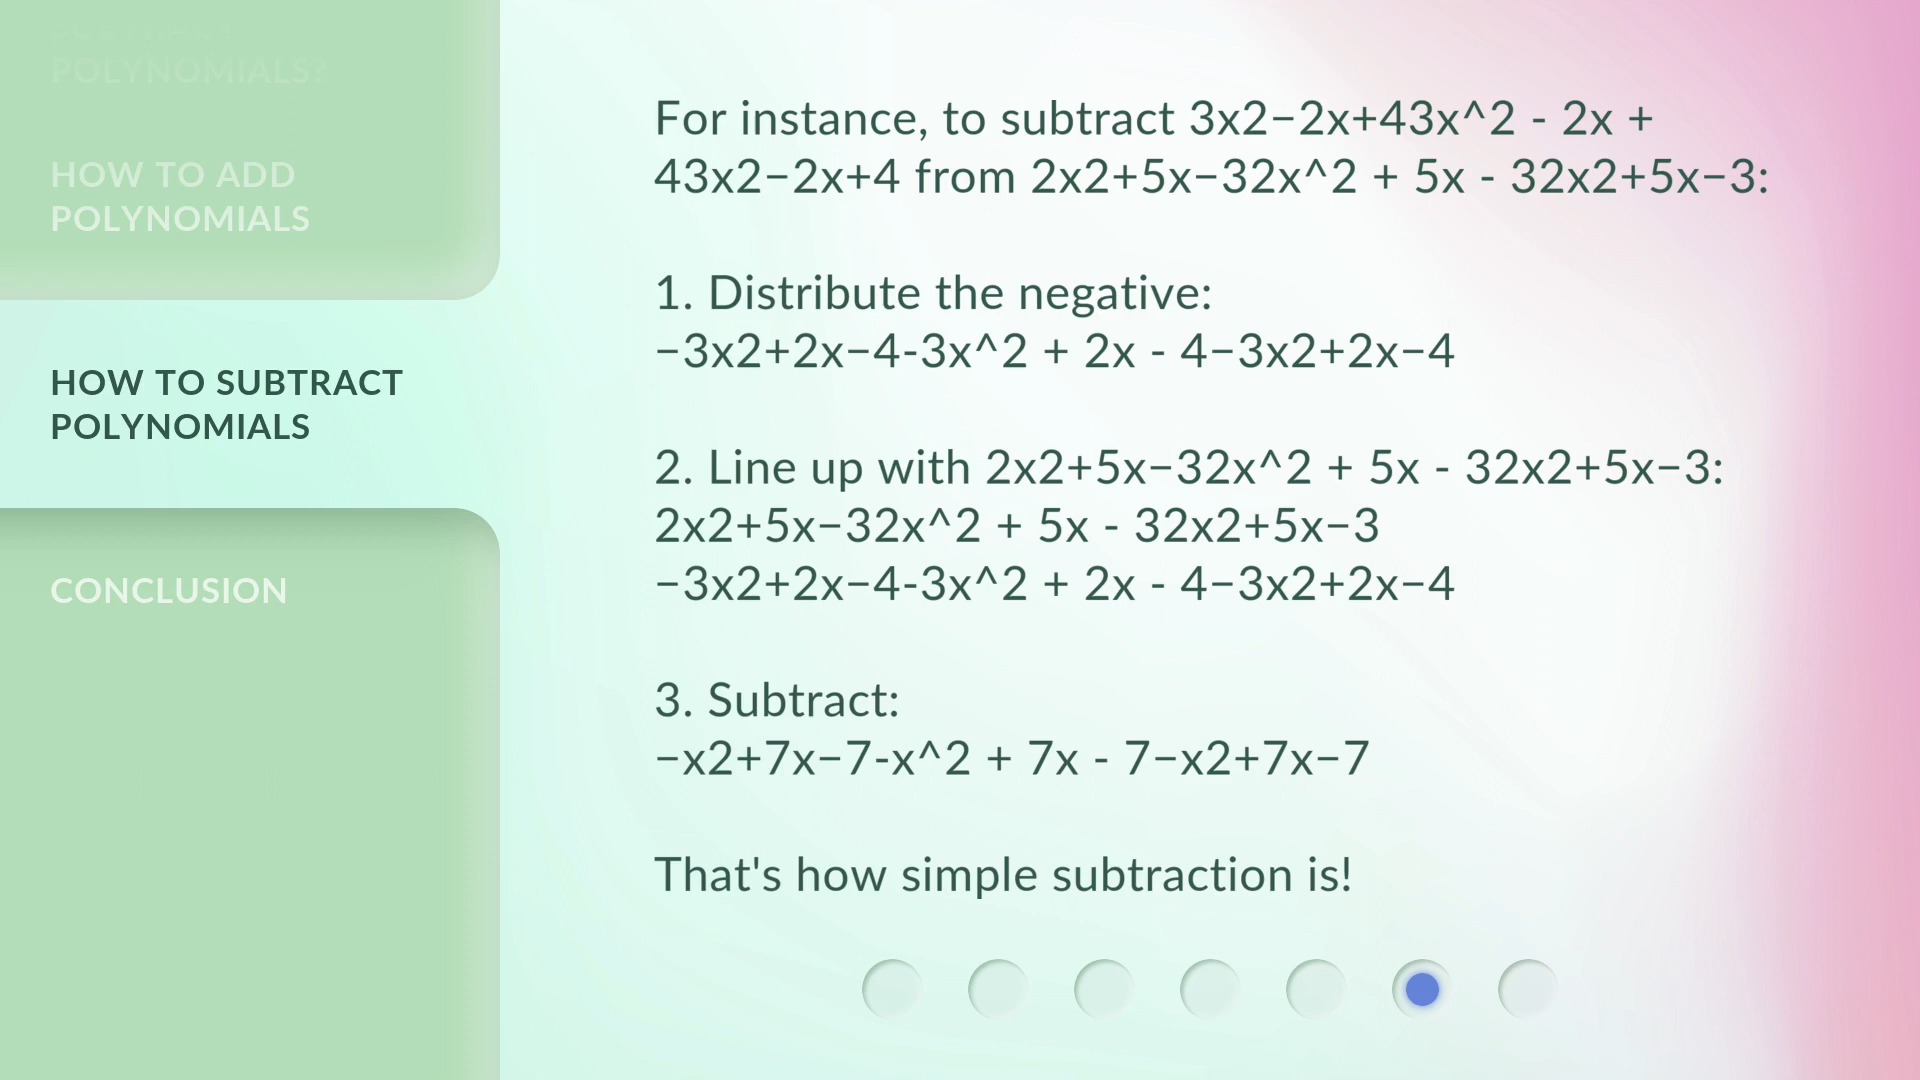 POLYNOMIALS?
HOW TO ADD
POLYNOMIALS
HOW TO SUBTRACT
POLYNOMIALS
CONCLUSION
For instance, to subtract 3x2−2x+43x^2 - 2x +
43x2−2x+4 from 2x2+5x−32x^2 + 5x - 32x2+5x−3:
1. Distribute the negative:
−3x2+2x−4-3x^2 + 2x - 4−3x2+2x−4
2. Line up with 2x2+5x−32x^2 + 5x - 32x2+5x−3:
2x2+5x−32x^2 + 5x - 32x2+5x−3
−3x2+2x−4-3x^2 + 2x - 4−3x2+2x−4
3. Subtract:
−x2+7x−7-x^2 + 7x - 7−x2+7x−7
That's how simple subtraction is!